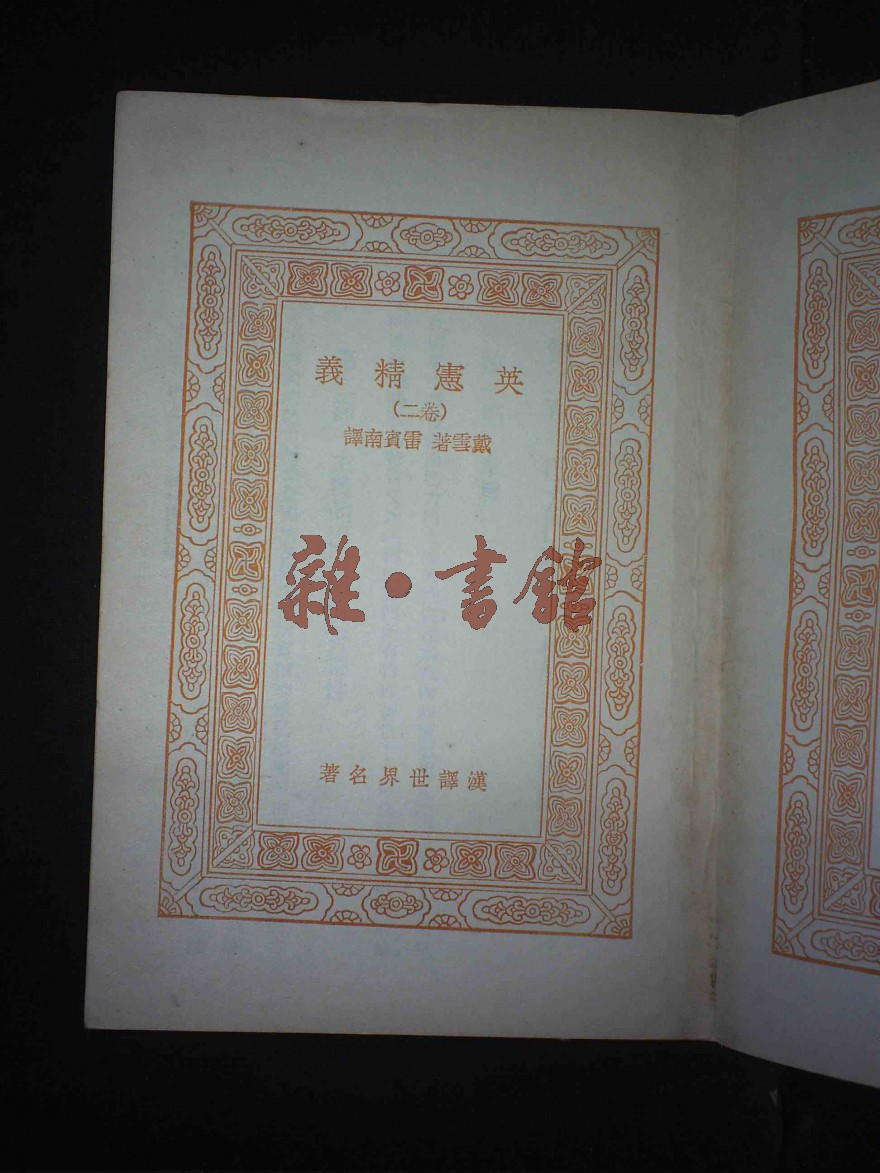 英憲精義
(卷二)
戴雪著 雷賓南譯
雜·書館
漢譯世界名著